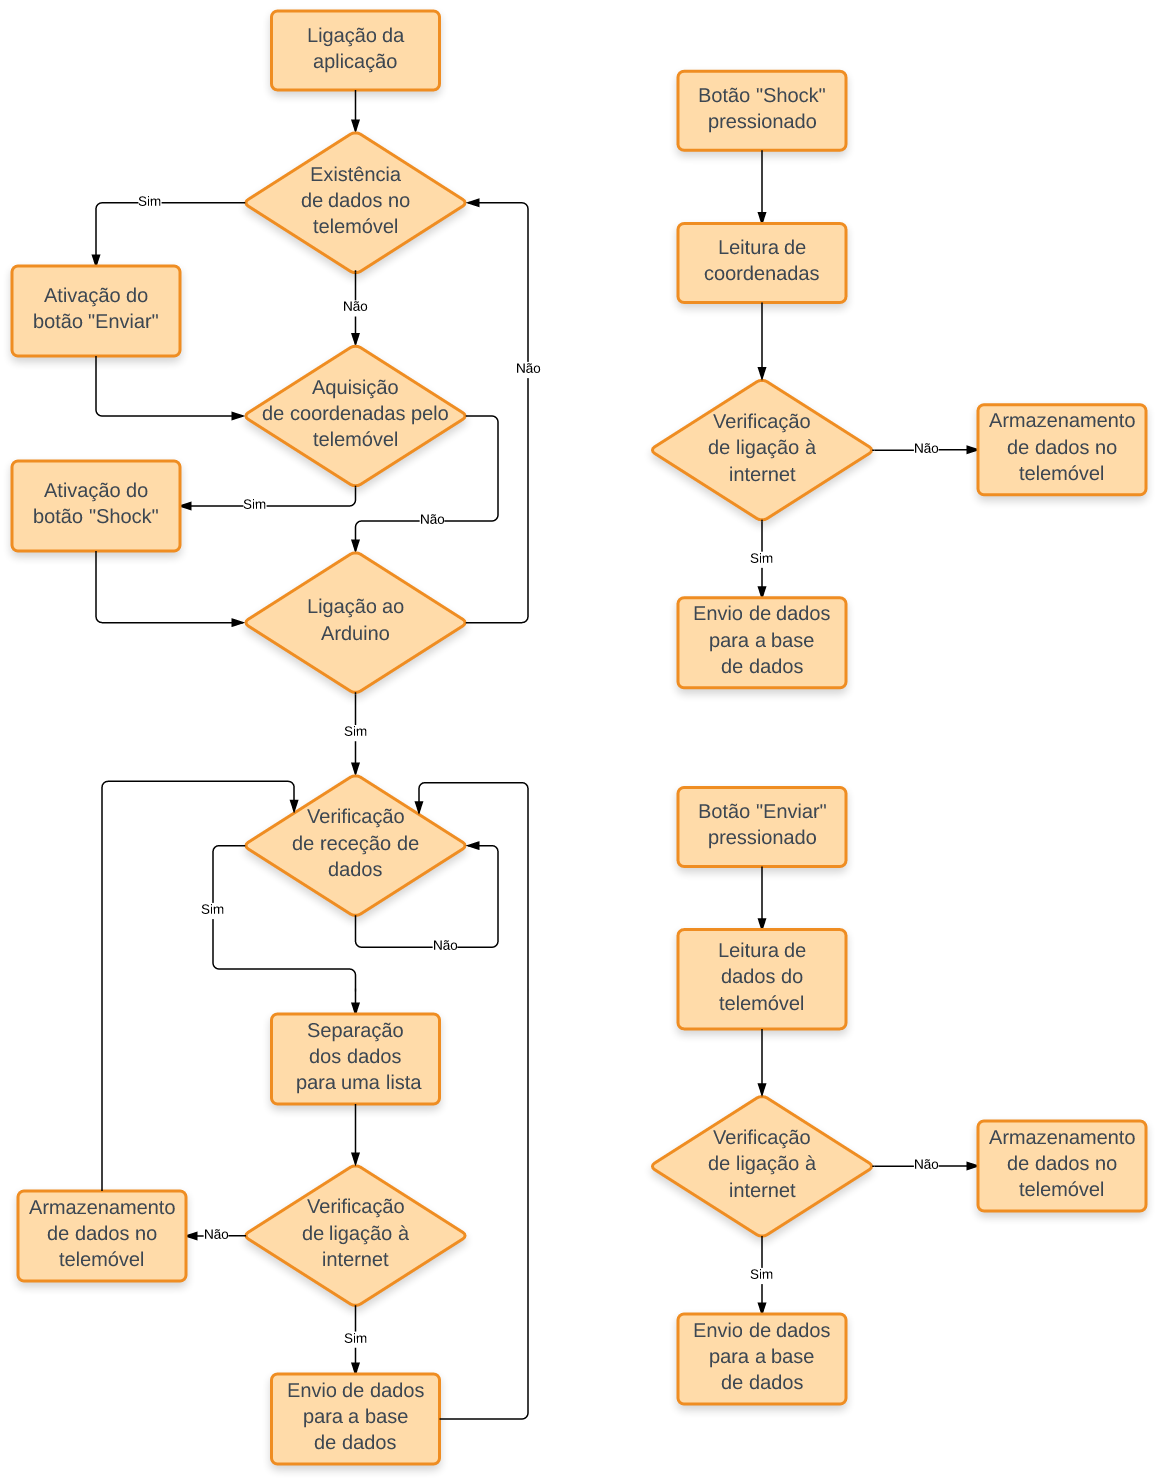 Ligação da
aplicação
Existência
de dados no
telemóvel
Sim
Ativação do
botão "Enviar"
Não
Não
Aquisição
de coordenadas pelo
telemóvel
Ativação do
botão "Shock"
Sim
Não
Ligação ao
Arduino
Sim
Verificação
de receção de
dados
Sim
Não
Separação
dos dados
para uma lista
Verificação
de ligação à
internet
Não
Armazenamento
de dados no
telemóvel
Sim
Envio de dados
para a base
de dados
Botão "Shock"
pressionado
Leitura de
coordenadas
Verificação
de ligação à
internet
Não
Armazenamento
de dados no
telemóvel
Sim
Envio de dados
para a base
de dados
Botão "Enviar"
pressionado
Leitura de
dados do
telemóvel
Verificação
de ligação à
internet
Não
Armazenamento
de dados no
telemóvel
Sim
Envio de dados
para a base
de dados